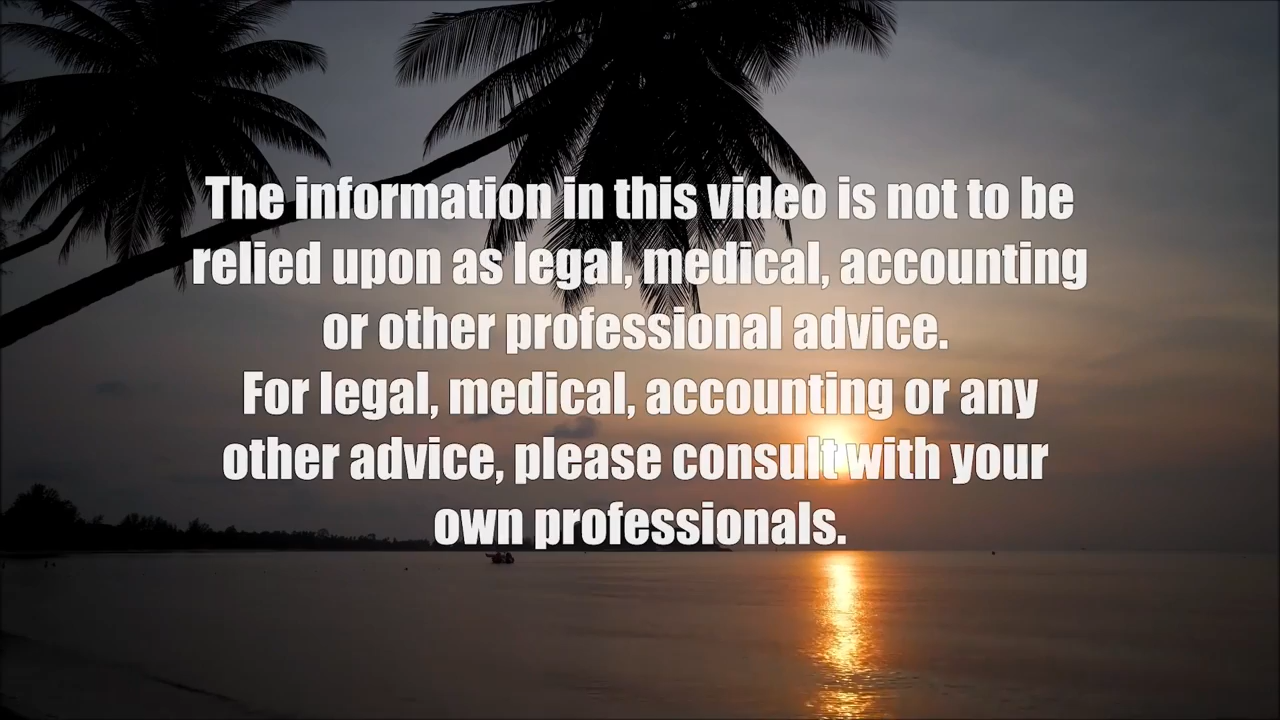 The information in this video is not to be
relied upon as legal, medical, accounting
or other professional advice.
For legal, medical, accounting or any
other advice, please consult with your
own professionals.